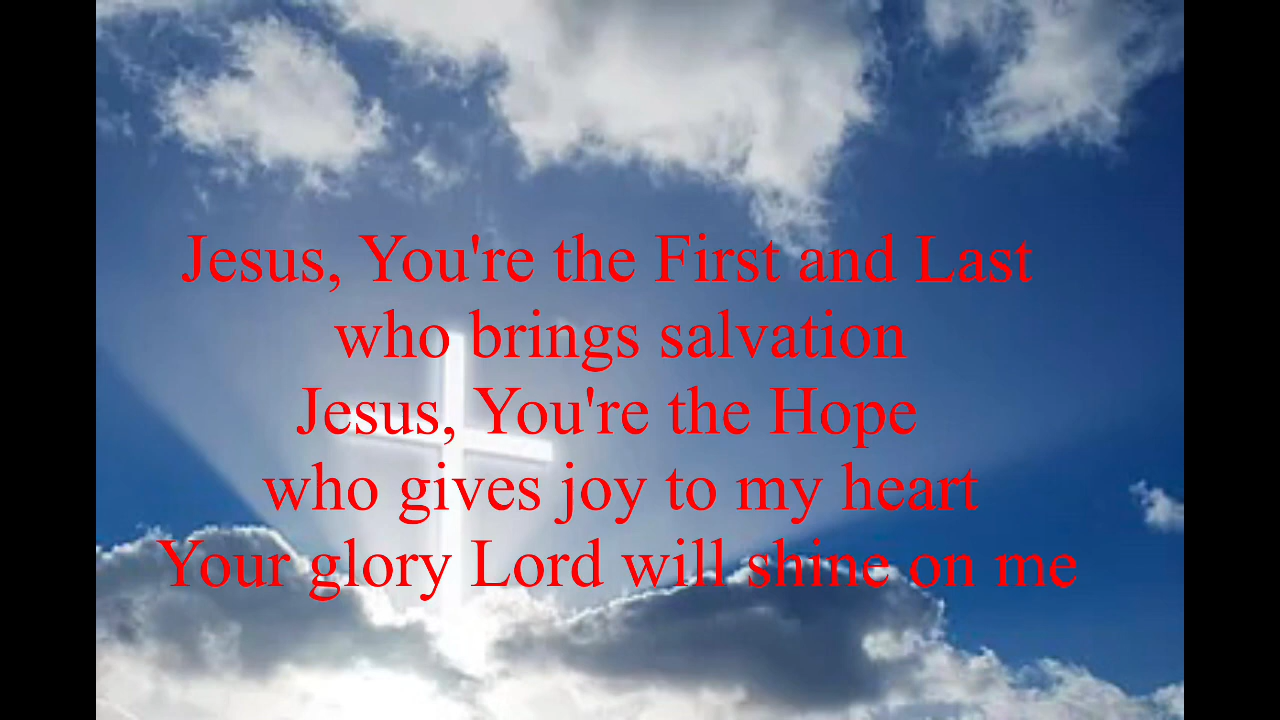 Jesus, You're the First and Last
who brings salvation
Jesus, You're the Hope
who gives joy to my heart
Your glory Lord will shine on me